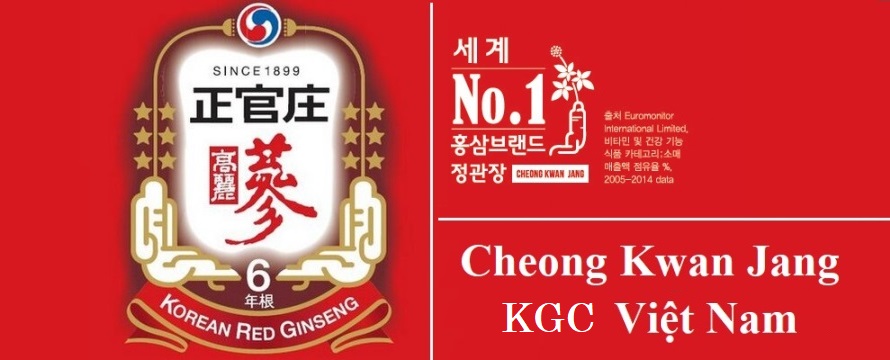 SINCE1899
正官庄
高麗
蔘
6
年根
KOREAN RED GINSENG
세계
No.1
홍삼브랜드
정관장 CHEONG KWAN JANG
출처 Euromonitor
International Limited,
비타민 및 건강 기능
식품 카테고리:소매
매출액 점유율 %,
2005-2014 data
Cheong Kwan Jang
KGC Việt Nam